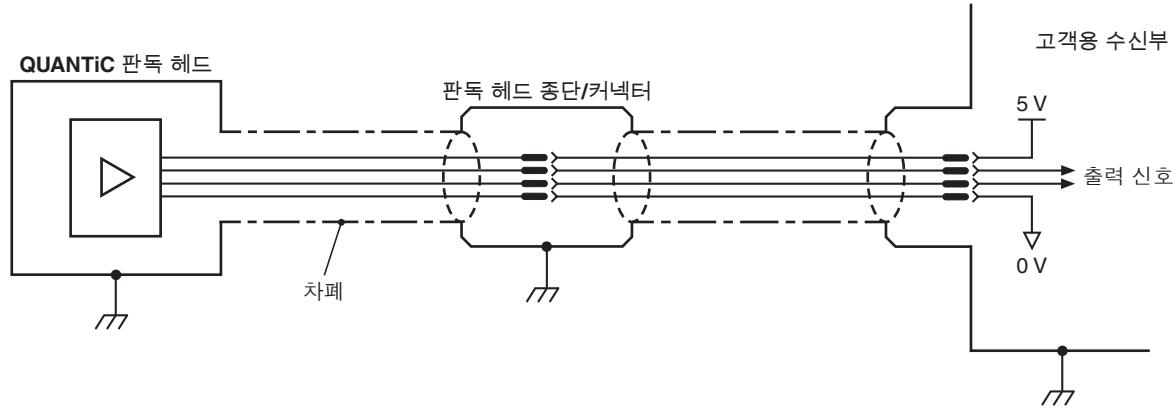 고객용 수신부
QUANTiC 판독 헤드
판독 헤드 종단/커넥터
5 V
출력 신호
0 V
차폐